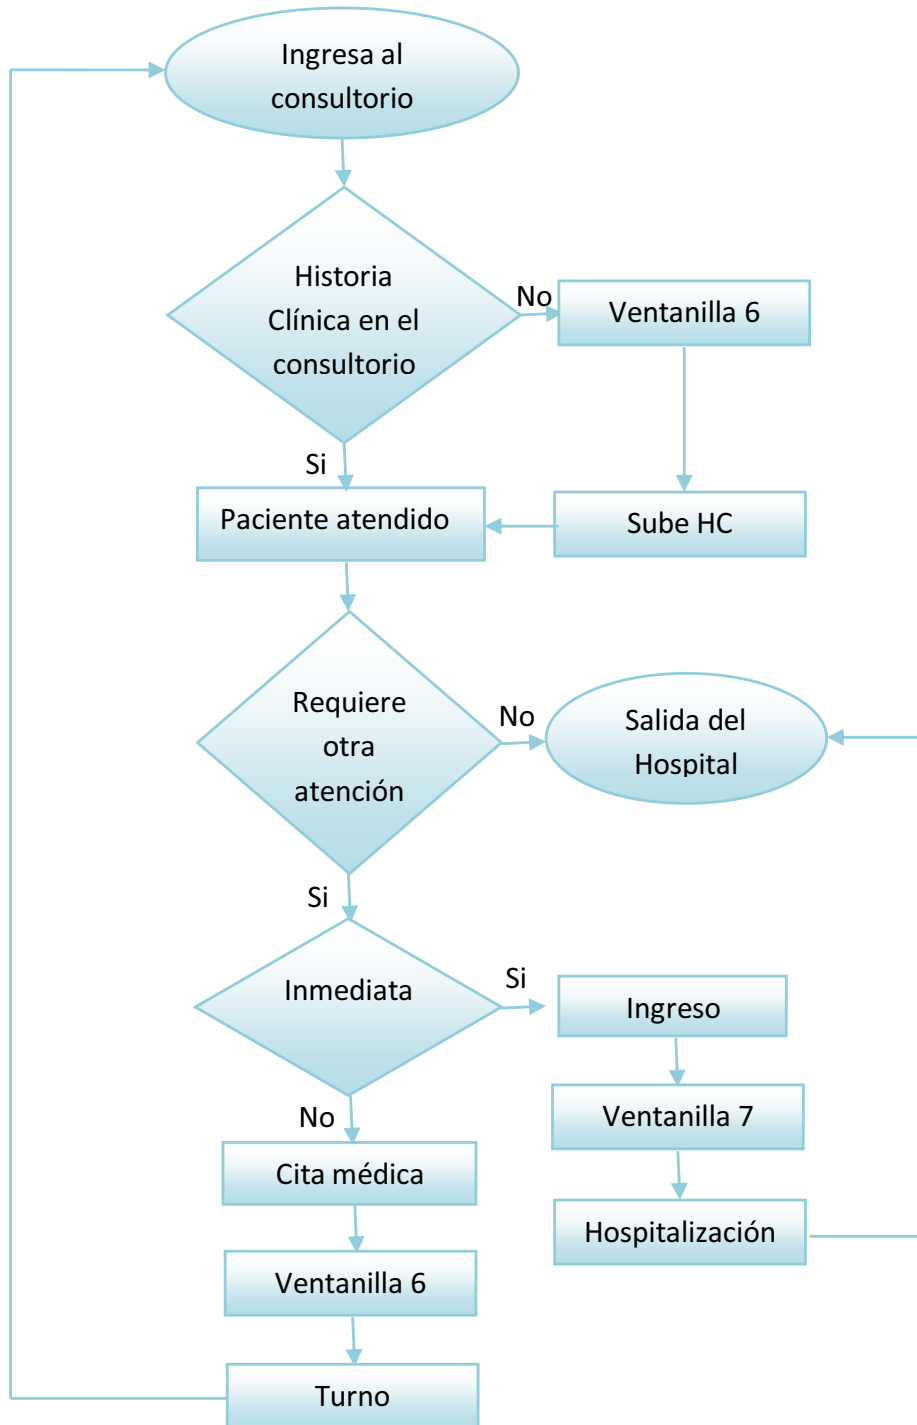 Ingresa al
consultorio
Historia
Clínica en el
consultorio
No
Ventanilla 6
Si
Paciente atendido
Sube HC
Requiere
otra
atención
No
Salida del
Hospital
Si
Inmediata
Si
Ingreso
No
Ventanilla 7
Cita médica
Hospitalización
Ventanilla 6
Turno